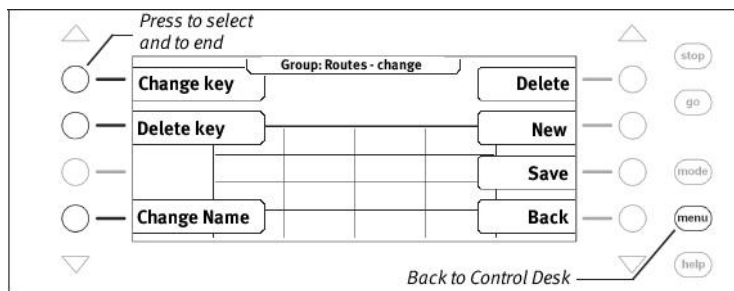 Press to select
and to end
Group: Routes - change
Change key
Delete
stop
Delete key
New
go
Save
mode
Change Name
Back
menu
Back to Control Desk
help